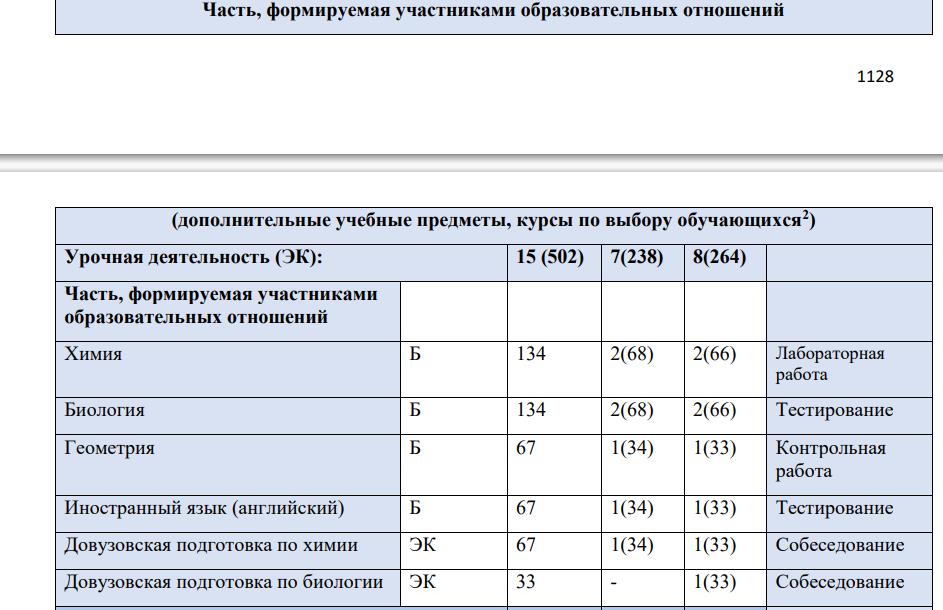 Часть, формируемая участниками образовательных отношений
1128
(дополнительные учебные предметы, курсы по выбору обучающихся²)
Урочная деятельность (ЭК): 15 (502) 7(238) 8(264)
Часть, формируемая участниками
образовательных отношений
Химия Б 134 2(68) 2(66) Лабораторная
работа
Биология Б 134 2(68) 2(66) Тестирование
Геометрия Б 67 1(34) 1(33) Контрольная
работа
Иностранный язык (английский) Б 67 1(34) 1(33) Тестирование
Довузовская подготовка по химии ЭК 67 1(34) 1(33) Собеседование
Довузовская подготовка по биологии ЭК 33 - 1(33) Собеседование